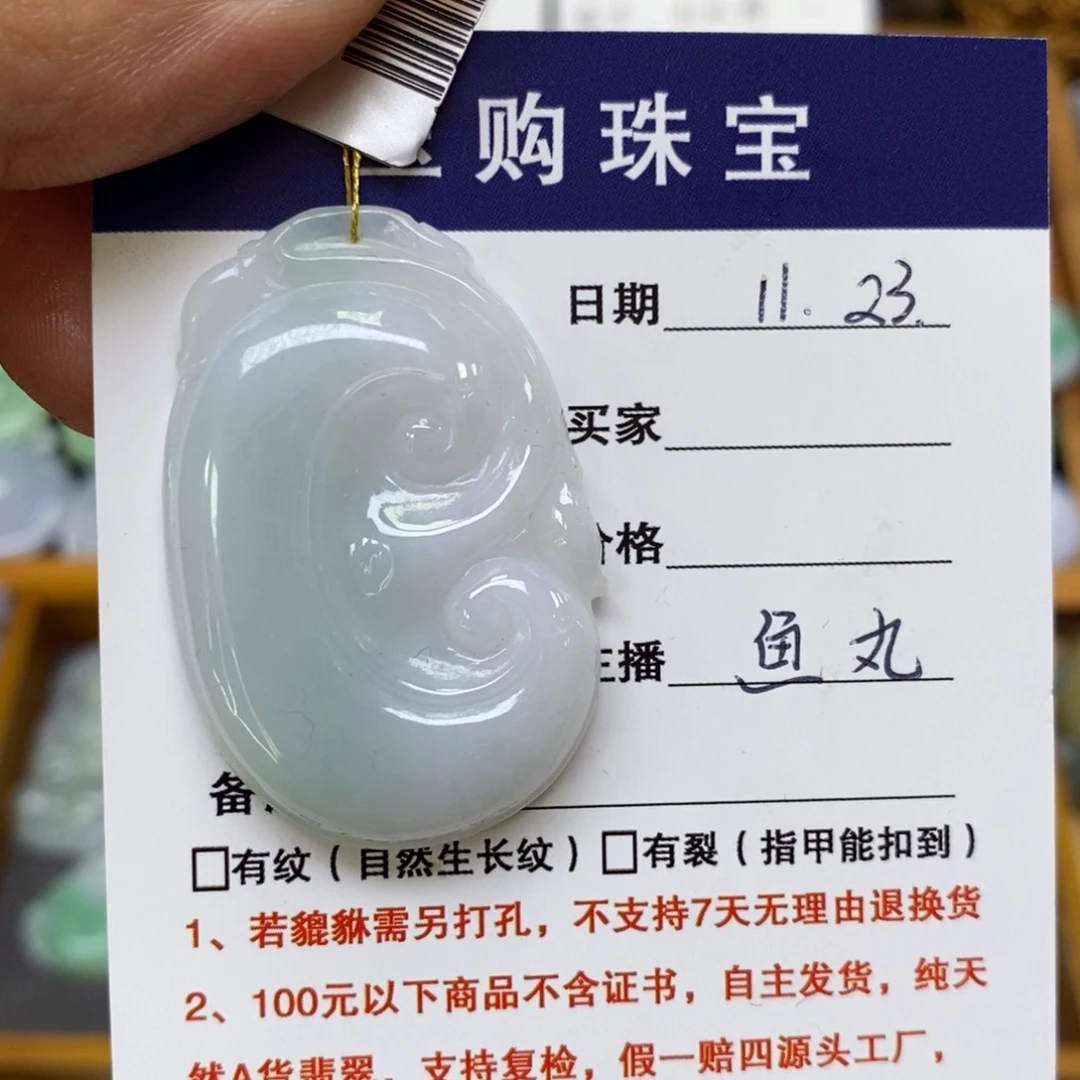 购珠宝
日期 11.23.
买家
格
播 鱼丸
备
□有纹（自然生长纹）□有裂（指甲能扣到）
1、若貔貅需另打孔，不支持7天无理由退换货
2、100元以下商品不含证书，自主发货，纯天
然A货翡翠，支持复检，假一赔四源头工厂，